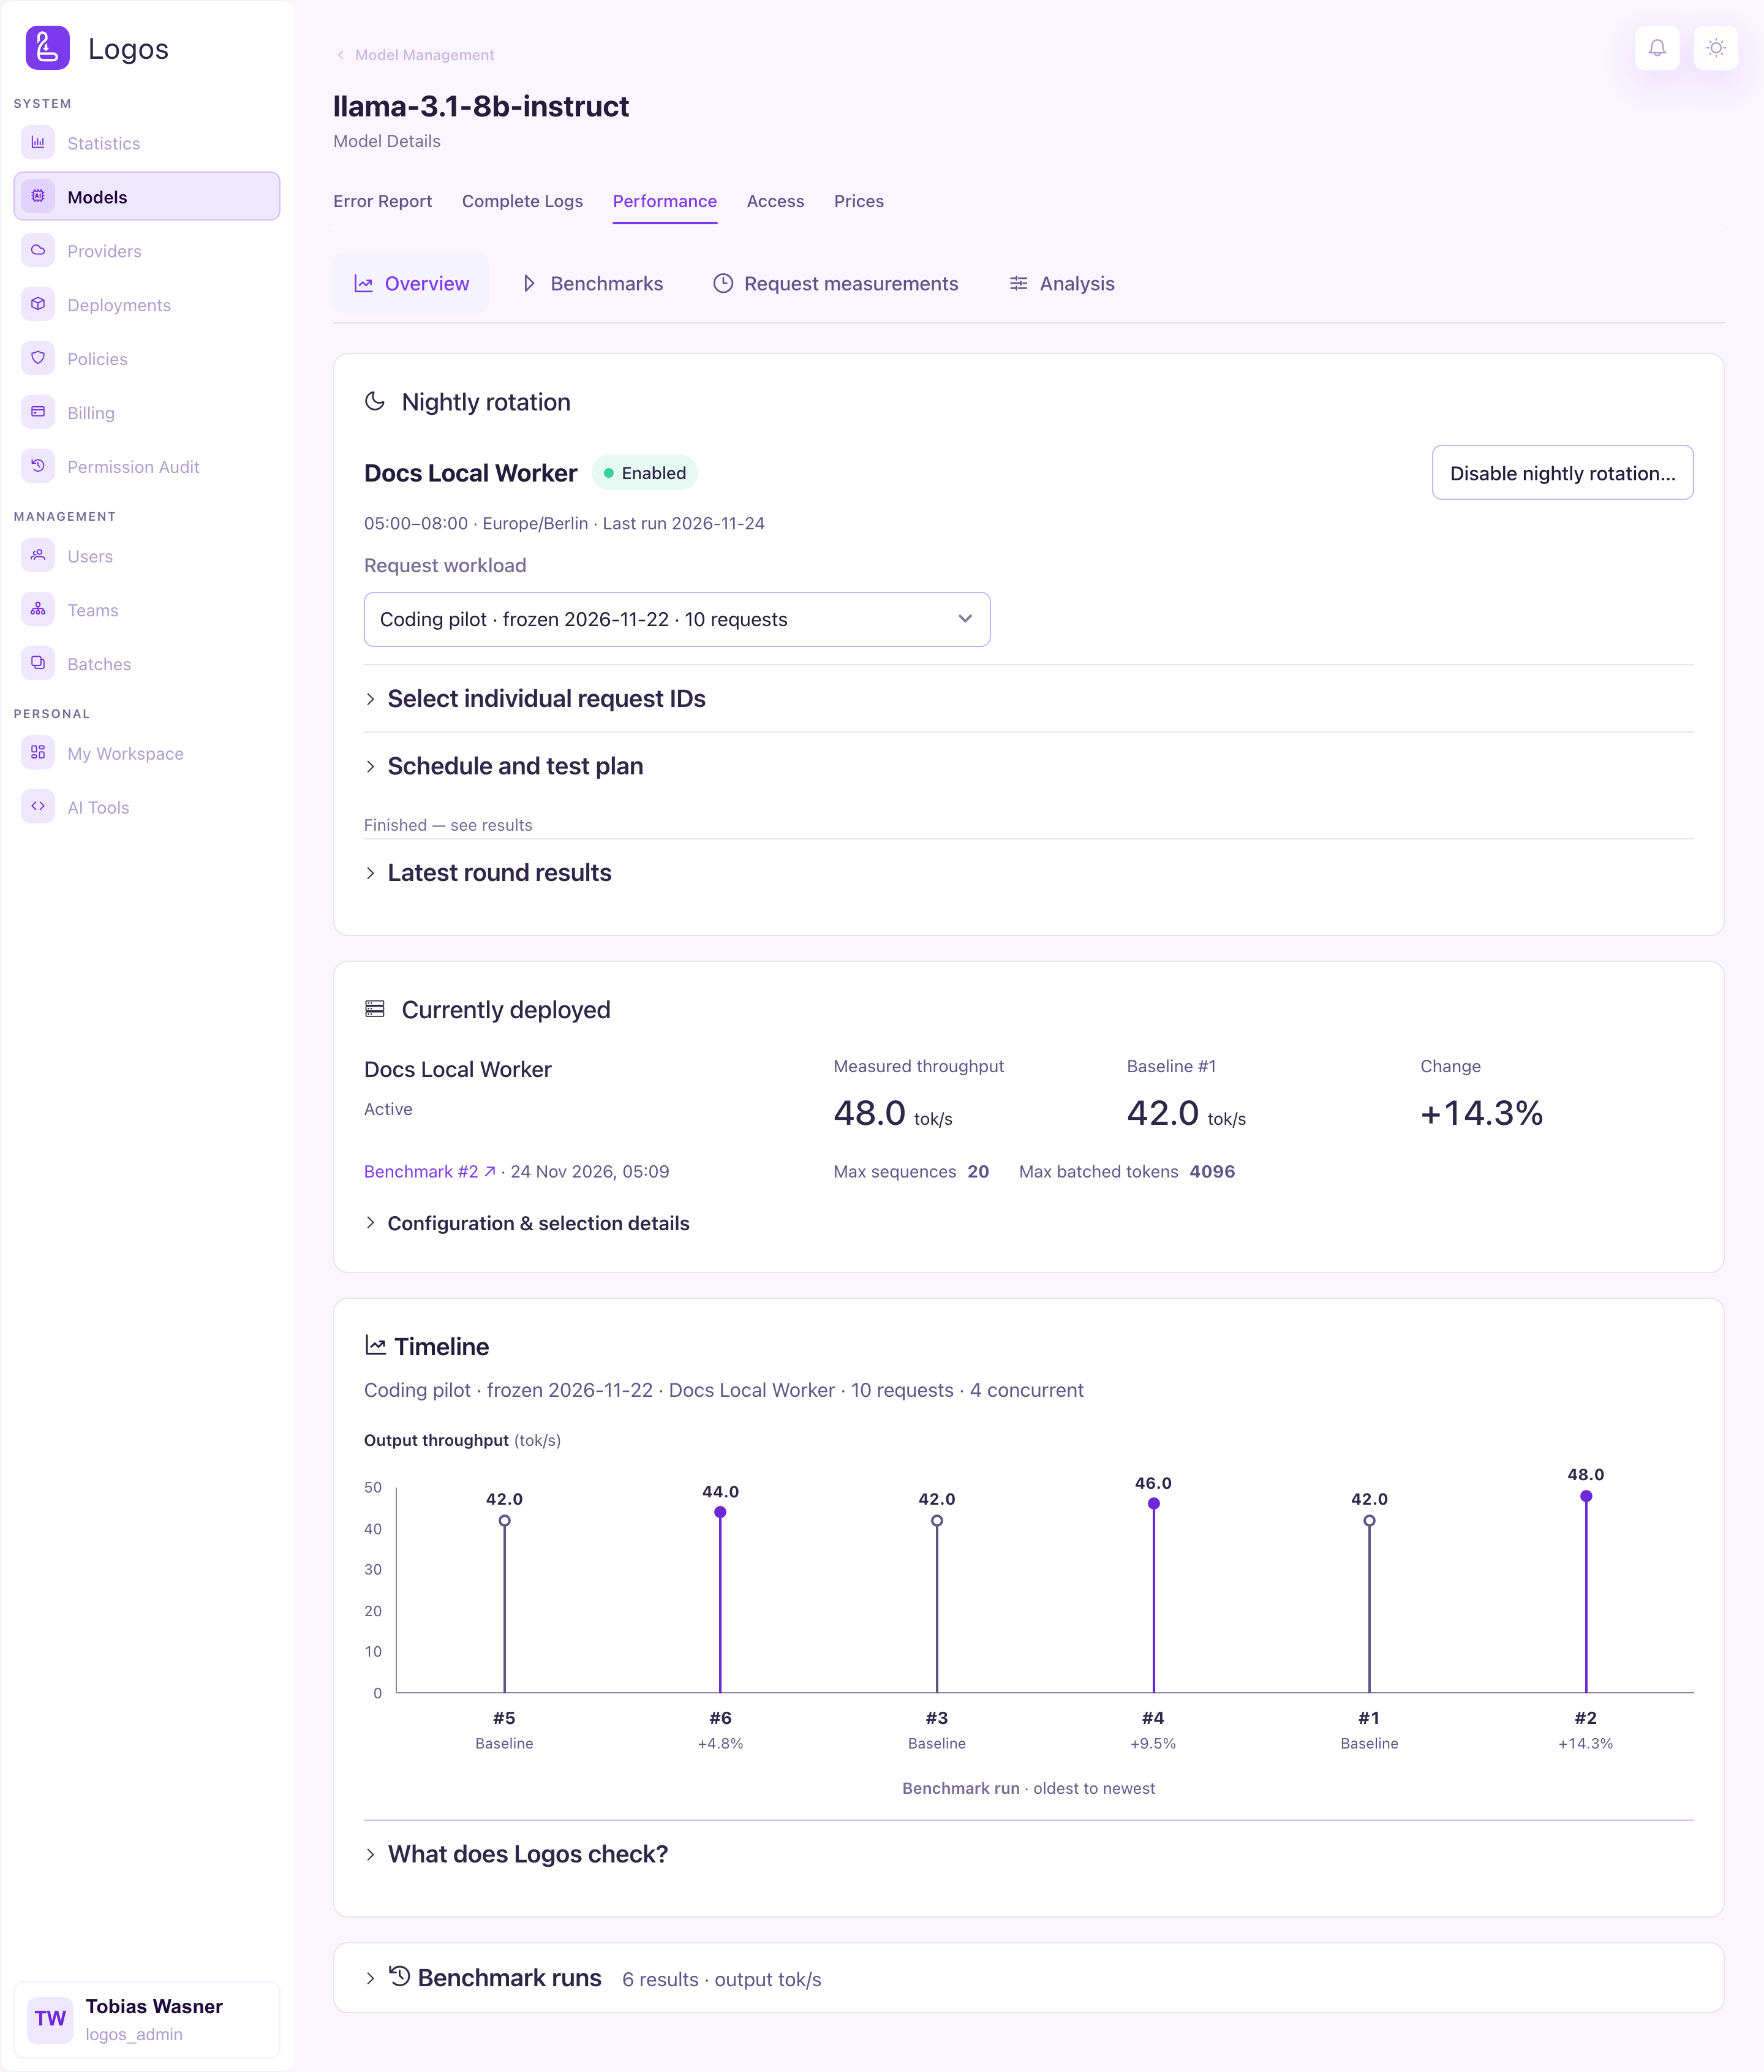 Logos
SYSTEM
Statistics
Models
Providers
Deployments
Policies
Billing
Permission Audit
MANAGEMENT
Users
Teams
Batches
PERSONAL
My Workspace
AI Tools
TW
Tobias Wasner
logos_admin
Model Management
llama-3.1-8b-instruct
Model Details
Error Report Complete Logs Performance Access Prices
Overview Benchmarks Request measurements Analysis
Nightly rotation
Docs Local Worker Enabled Disable nightly rotation...
05:00–08:00 · Europe/Berlin · Last run 2026-11-24
Request workload
Coding pilot · frozen 2026-11-22 · 10 requests
Select individual request IDs
Schedule and test plan
Finished — see results
Latest round results
Currently deployed
Docs Local Worker Measured throughput Baseline #1 Change
Active 48.0 tok/s 42.0 tok/s +14.3%
Benchmark #2 ↗ · 24 Nov 2026, 05:09 Max sequences 20 Max batched tokens 4096
Configuration & selection details
Timeline
Coding pilot · frozen 2026-11-22 · Docs Local Worker · 10 requests · 4 concurrent
Output throughput (tok/s)
50
40
30
20
10
0
42.0 44.0 42.0 46.0 42.0 48.0
#5 #6 #3 #4 #1 #2
Baseline +4.8% Baseline +9.5% Baseline +14.3%
Benchmark run · oldest to newest
What does Logos check?
Benchmark runs 6 results · output tok/s